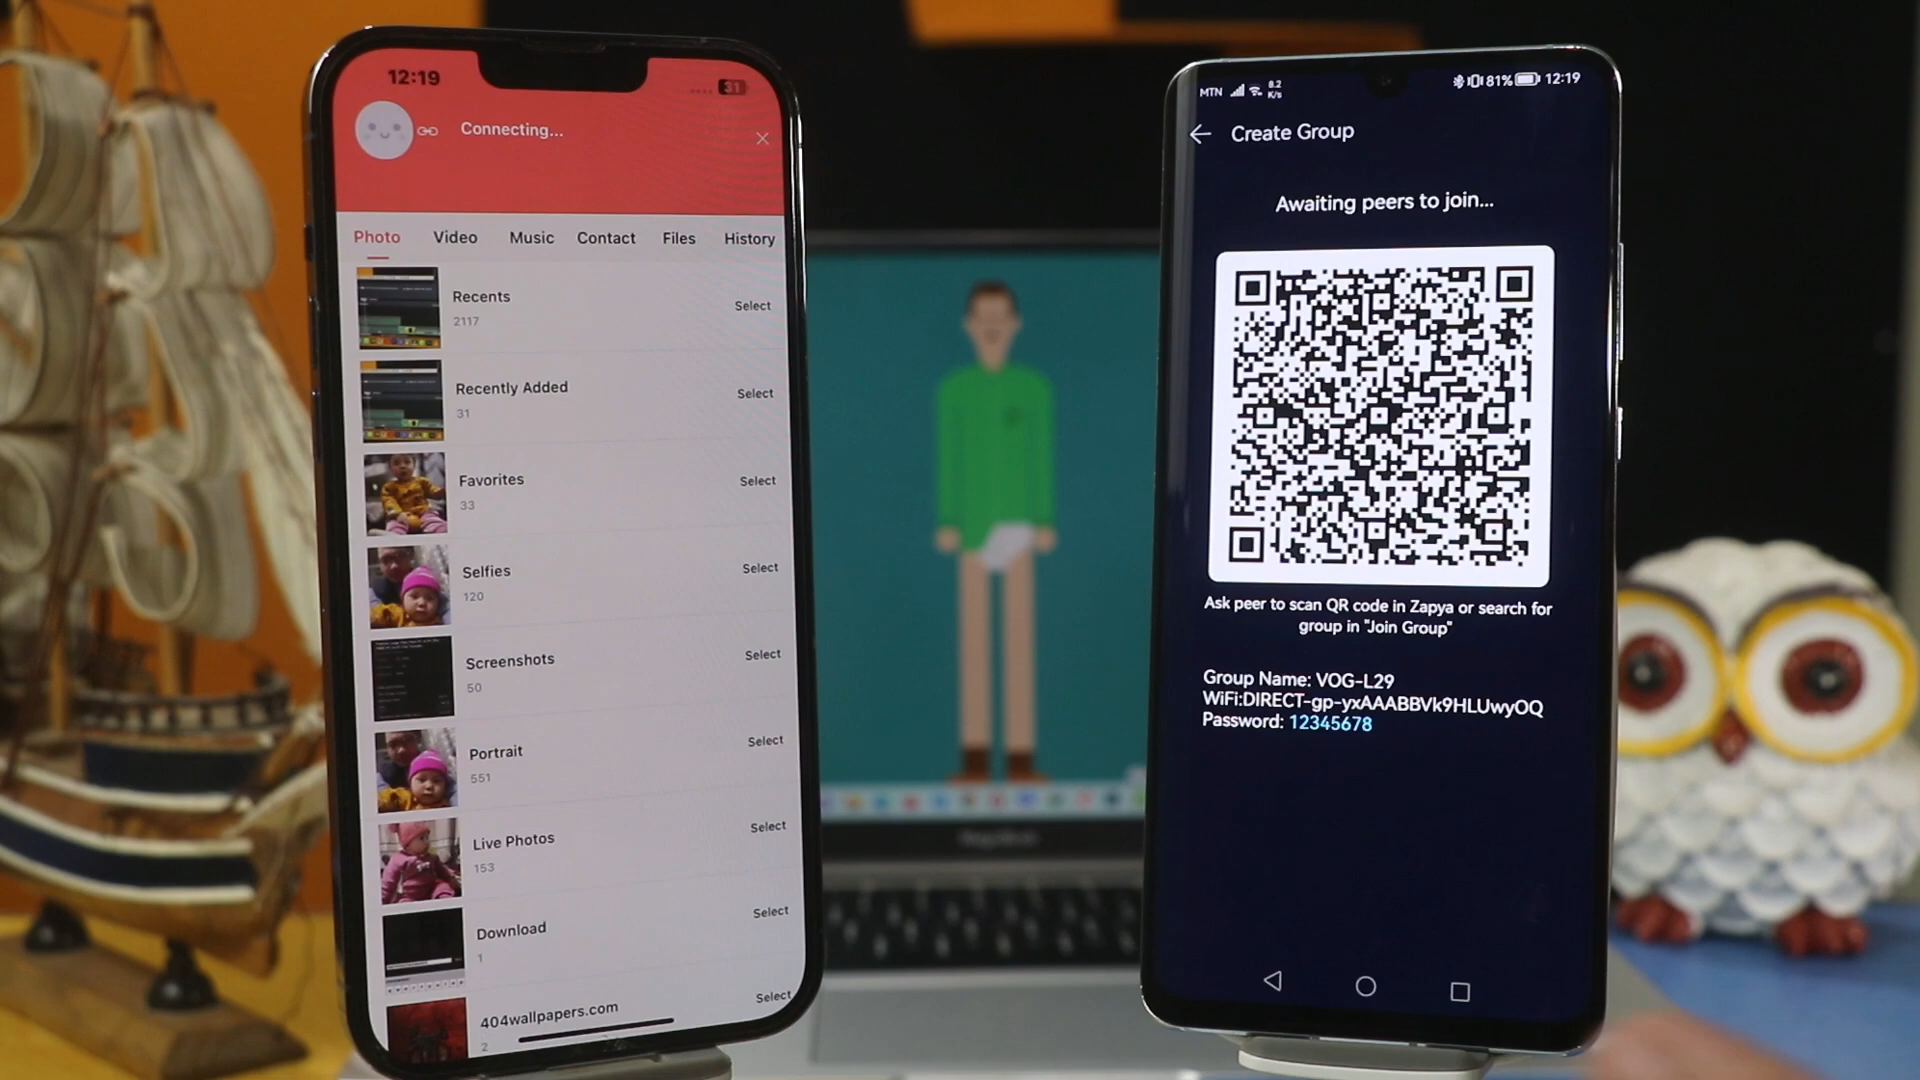 12:19
31
Connecting...
Photo Video Music Contact Files History
Recents
2117
Select
Recently Added
31
Select
Favorites
33
Select
Selfies
120
Select
Screenshots
50
Select
Portrait
551
Select
Live Photos
153
Select
Download
1
Select
404wallpapers.com
2
Select
MTN 8.2 K/s 81% 12:19
Create Group
Awaiting peers to join...
Ask peer to scan QR code in Zapya or search for
group in "Join Group"
Group Name: VOG-L29
WiFi:DIRECT-gp-yxAAABBVk9HLUwyOQ
Password: 12345678